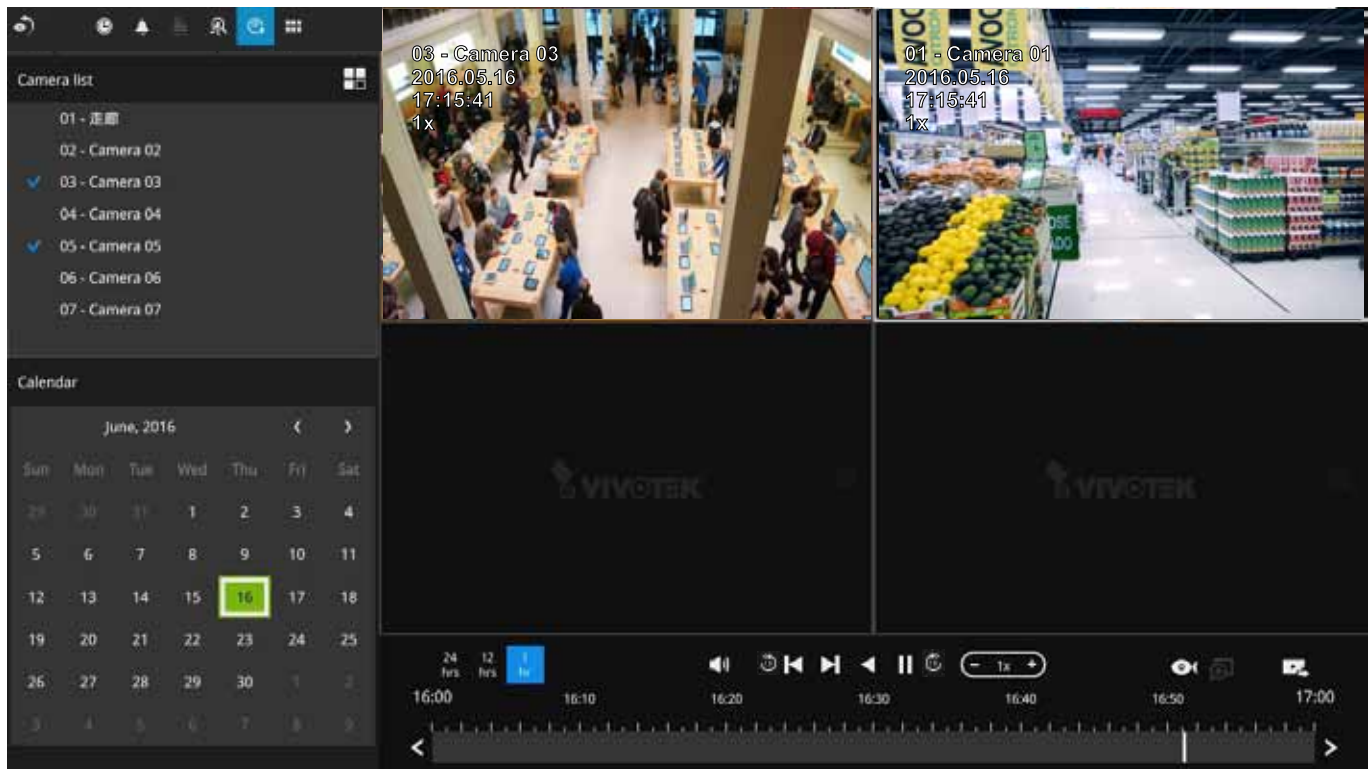 Camera list
01 - 走廊
02 - Camera 02
03 - Camera 03
04 - Camera 04
05 - Camera 05
06 - Camera 06
07 - Camera 07
Calendar
June, 2016
Sun Mon Tue Wed Thu Fri Sat
29 30 31 1 2 3 4
5 6 7 8 9 10 11
12 13 14 15 16 17 18
19 20 21 22 23 24 25
26 27 28 29 30 1 2
3 4 5 6 7 8 9
03 - Camera 03
2016.05.16
17:15:41
1x
01 - Camera 01
2016.05.16
17:15:41
1x
VIVOTEK
VIVOTEK
24 hrs
12 hrs
1 hr
1x
16:00 16:10 16:20 16:30 16:40 16:50 17:00